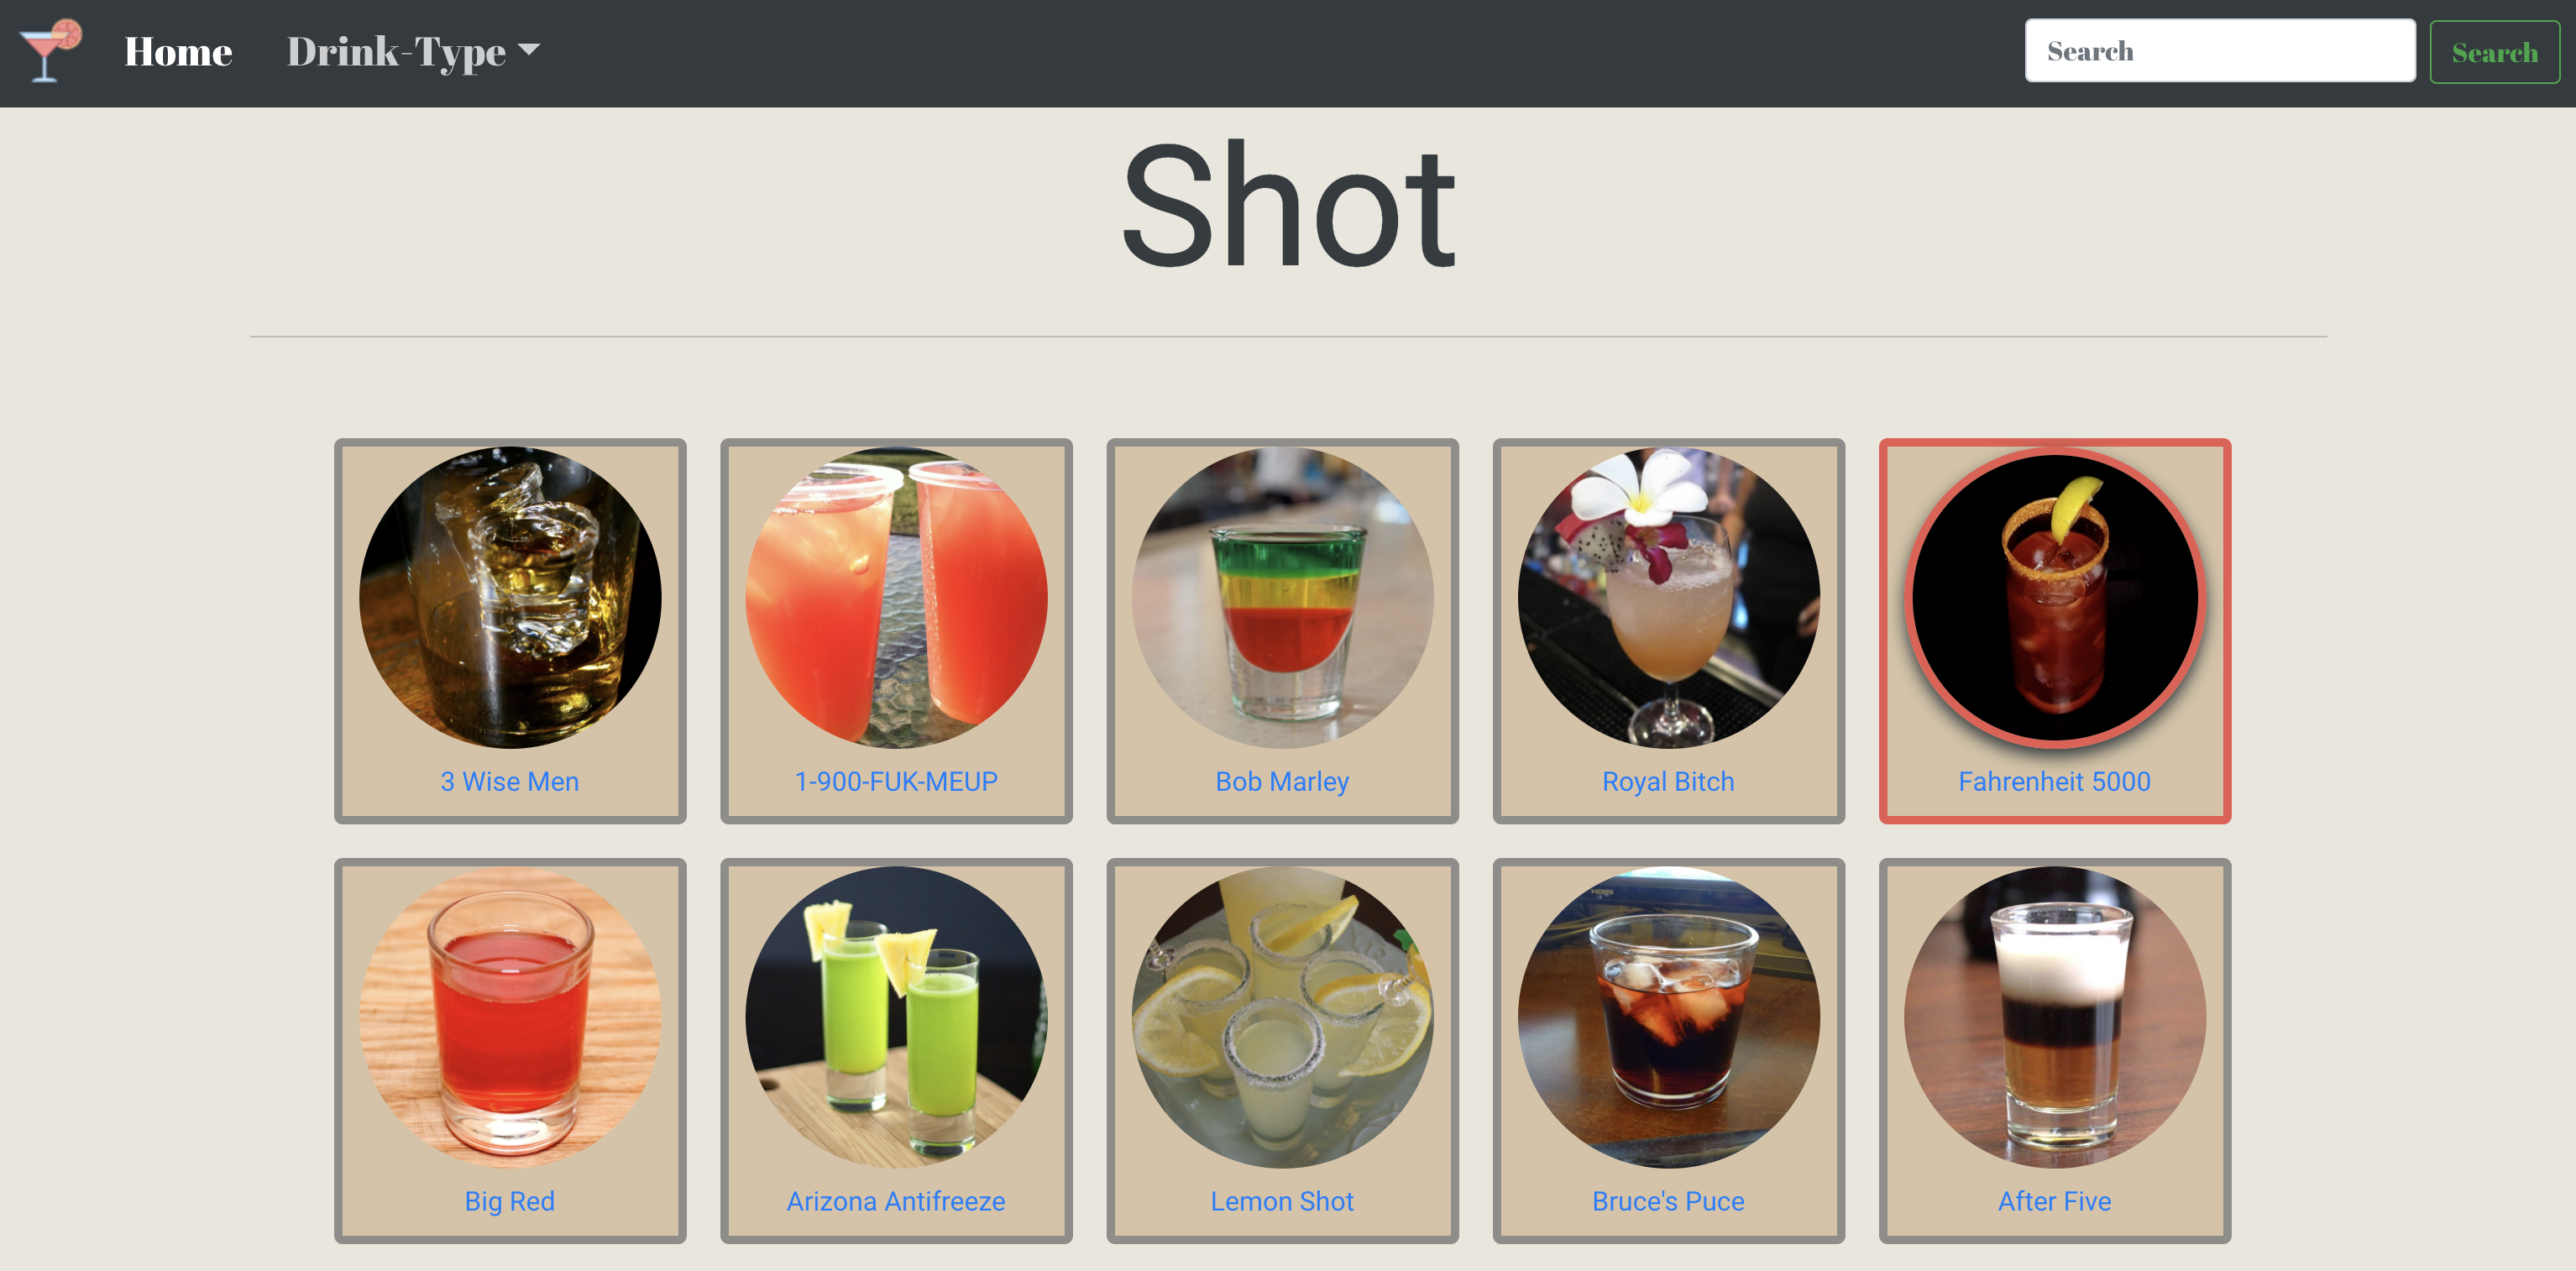 Home Drink-Type Search Search
Shot
3 Wise Men 1-900-FUK-MEUP Bob Marley Royal Bitch Fahrenheit 5000
Big Red Arizona Antifreeze Lemon Shot Bruce's Puce After Five